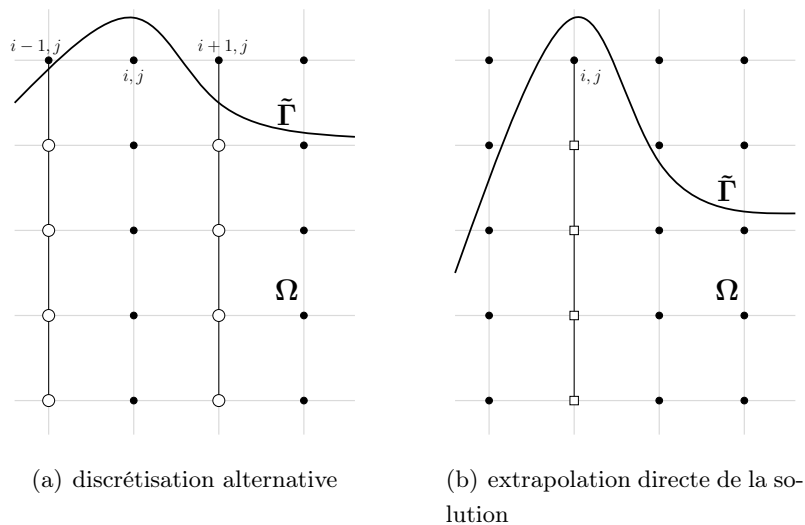 i − 1, j
i, j
i + 1, j
Γ̃
Ω
i, j
Γ̃
Ω
(a) discrétisation alternative
(b) extrapolation directe de la so-
lution